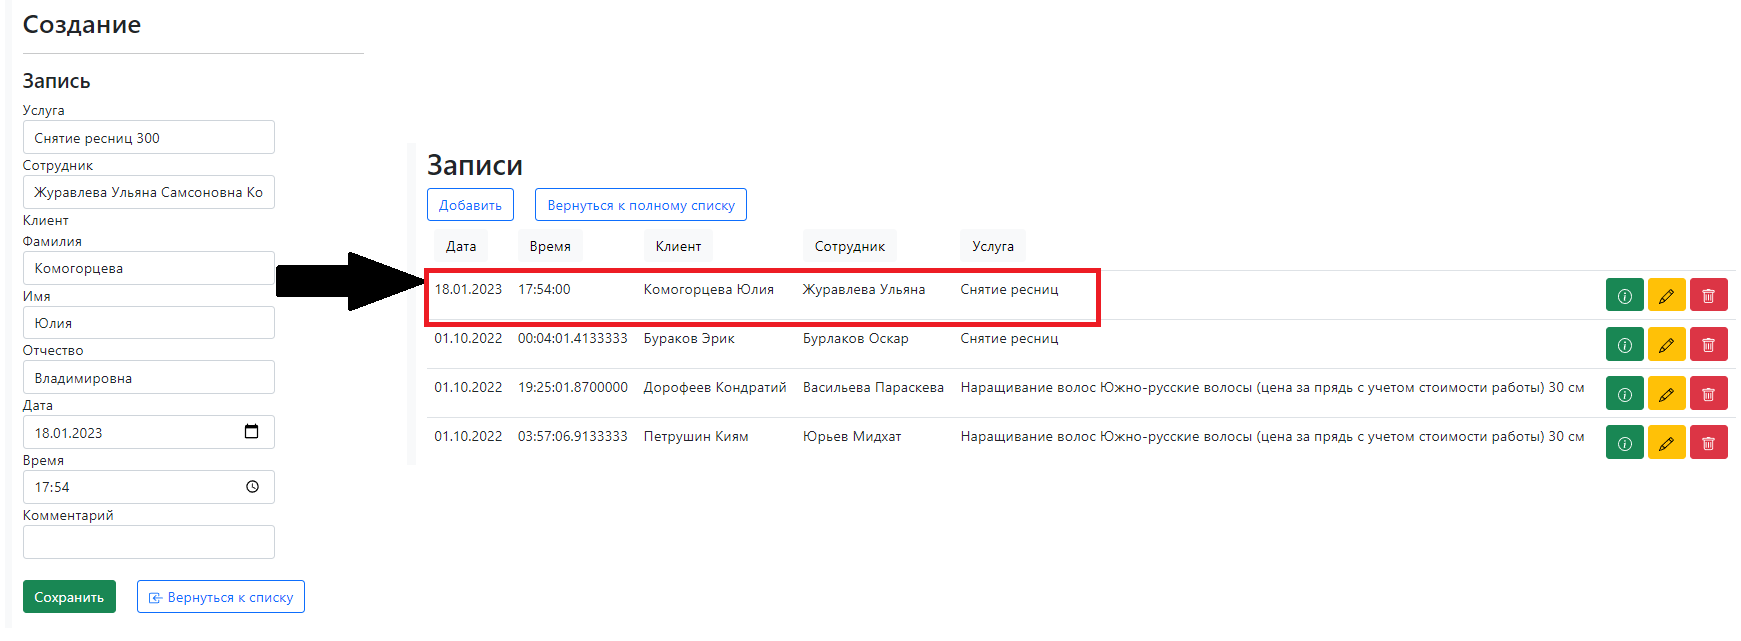 Создание
Запись
Услуга
Снятие ресниц 300
Сотрудник
Журавлева Ульяна Самсоновна Ко
Клиент
Фамилия
Комогорцева
Имя
Юлия
Отчество
Владимировна
Дата
18.01.2023
Время
17:54
Комментарий
Сохранить Вернуться к списку
Записи
Добавить Вернуться к полному списку
Дата Время Клиент Сотрудник Услуга
18.01.2023 17:54:00 Комогорцева Юлия Журавлева Ульяна Снятие ресниц
01.10.2022 00:04:01.4133333 Бураков Эрик Бурлаков Оскар Снятие ресниц
01.10.2022 19:25:01.8700000 Дорофеев Кондратий Васильева Параскева Наращивание волос Южно-русские волосы (цена за прядь с учетом стоимости работы) 30 см
01.10.2022 03:57:06.9133333 Петрушин Киям Юрьев Мидхат Наращивание волос Южно-русские волосы (цена за прядь с учетом стоимости работы) 30 см